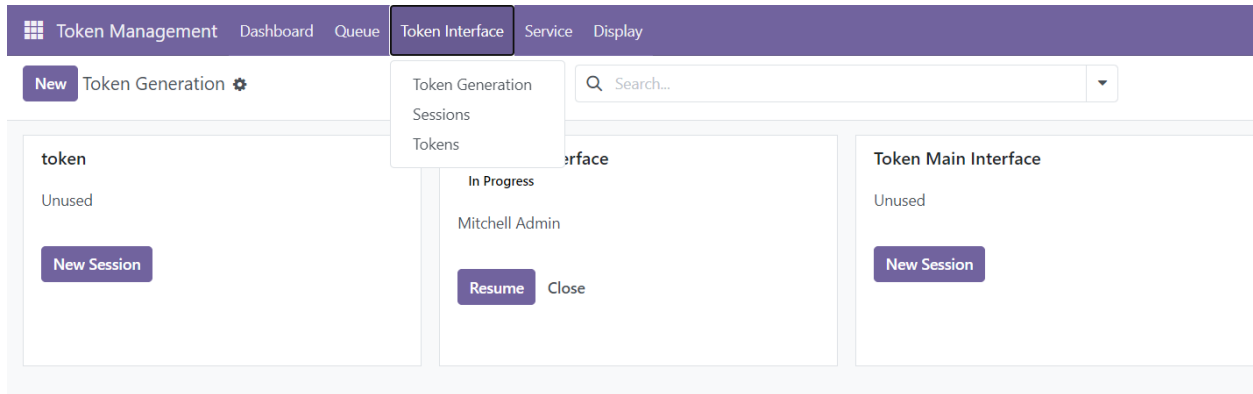 Token Management Dashboard Queue Token Interface Service Display
New Token Generation Search...
Token Generation
Sessions
Tokens
token
Unused
New Session
erface
In Progress
Mitchell Admin
Resume Close
Token Main Interface
Unused
New Session